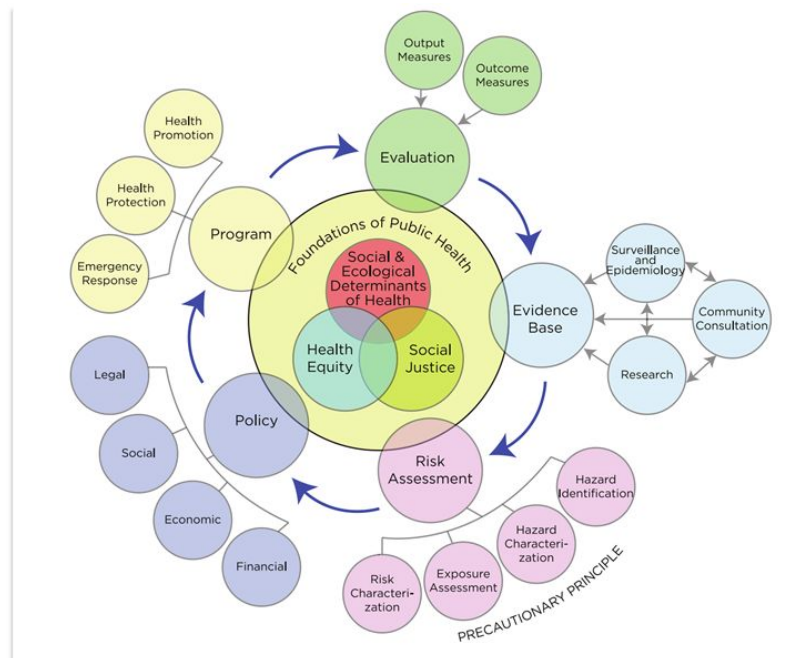 Output
Measures
Outcome
Measures
Evaluation
Health
Promotion
Health
Protection
Emergency
Response
Program
Foundations of Public Health
Social &
Ecological
Determinants
of Health
Health
Equity
Social
Justice
Evidence
Base
Surveillance
and
Epidemiology
Community
Consultation
Research
Legal
Social
Economic
Financial
Policy
Risk
Assessment
Hazard
Identification
Hazard
Characteri-
zation
Exposure
Assessment
Risk
Characteri-
zation
PRECAUTIONARY PRINCIPLE